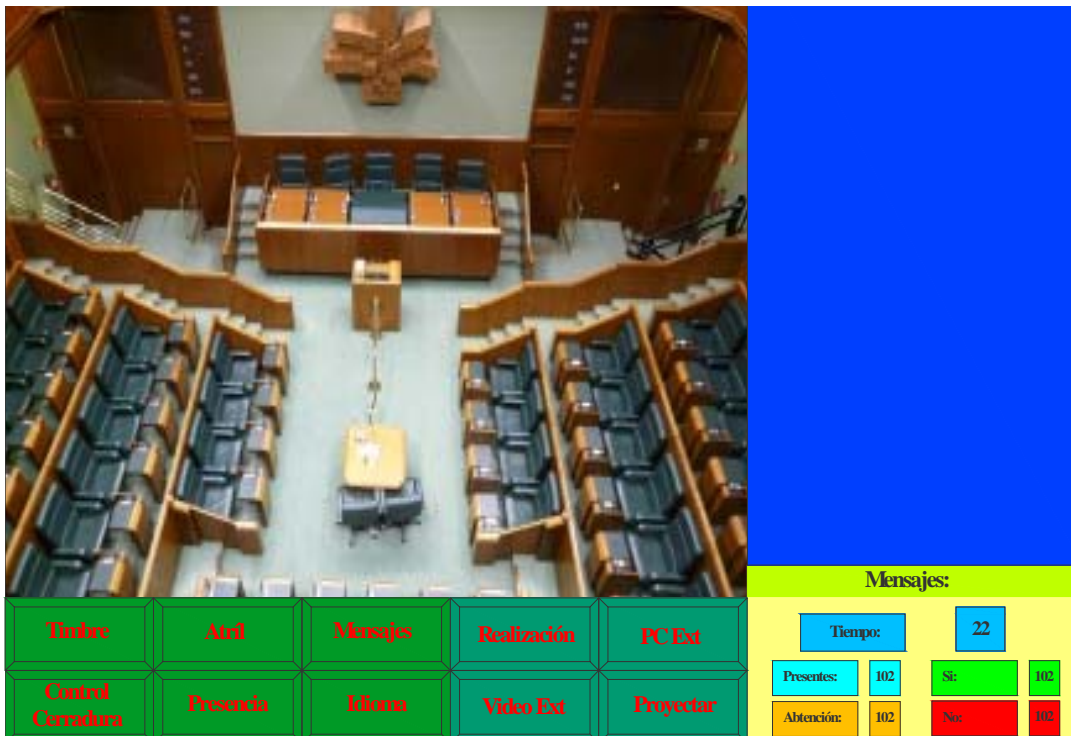 Mensajes:
Timbre
Atríl
Mensajes
Realización
PC Ext
Control
Cerradura
Presencia
Idioma
Video Ext
Proyectar
Tiempo:
22
Presentes:
102
Si:
102
Abtención:
102
No:
102